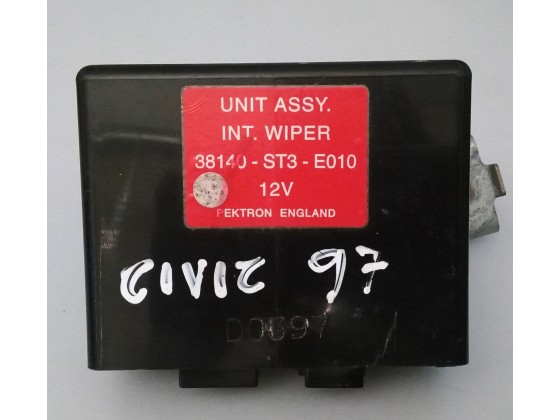 UNIT ASSY.
INT. WIPER
38140 - ST3 - E010
12V
PEKTRON ENGLAND
CIVIC 97
D0597